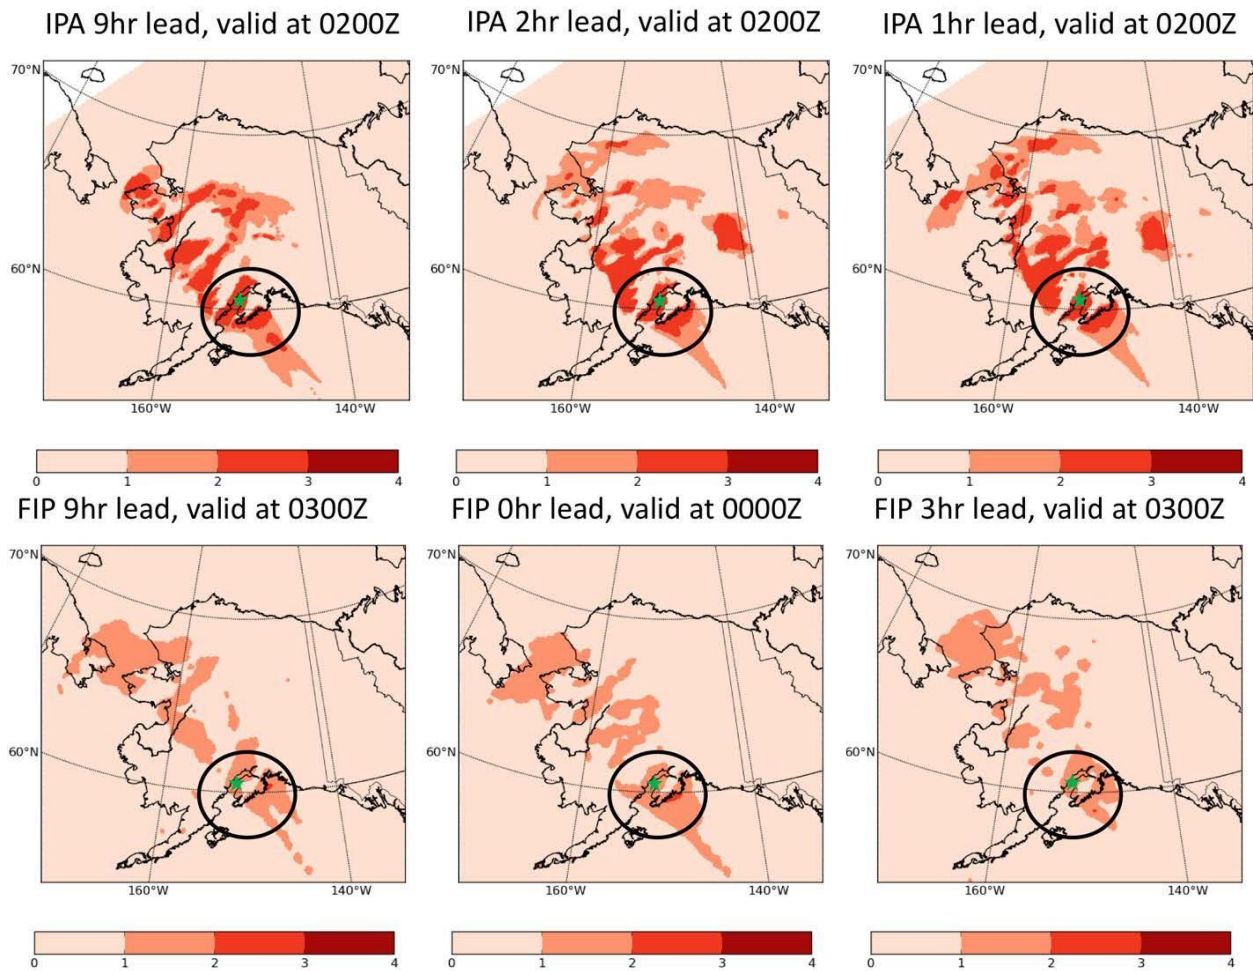 IPA 9hr lead, valid at 0200Z
IPA 2hr lead, valid at 0200Z
IPA 1hr lead, valid at 0200Z
70°N
60°N
160°W
140°W
70°N
60°N
160°W
140°W
70°N
60°N
160°W
140°W
0 1 2 3 4
0 1 2 3 4
0 1 2 3 4
FIP 9hr lead, valid at 0300Z
FIP 0hr lead, valid at 0000Z
FIP 3hr lead, valid at 0300Z
70°N
60°N
160°W
140°W
70°N
60°N
160°W
140°W
70°N
60°N
160°W
140°W
0 1 2 3 4
0 1 2 3 4
0 1 2 3 4